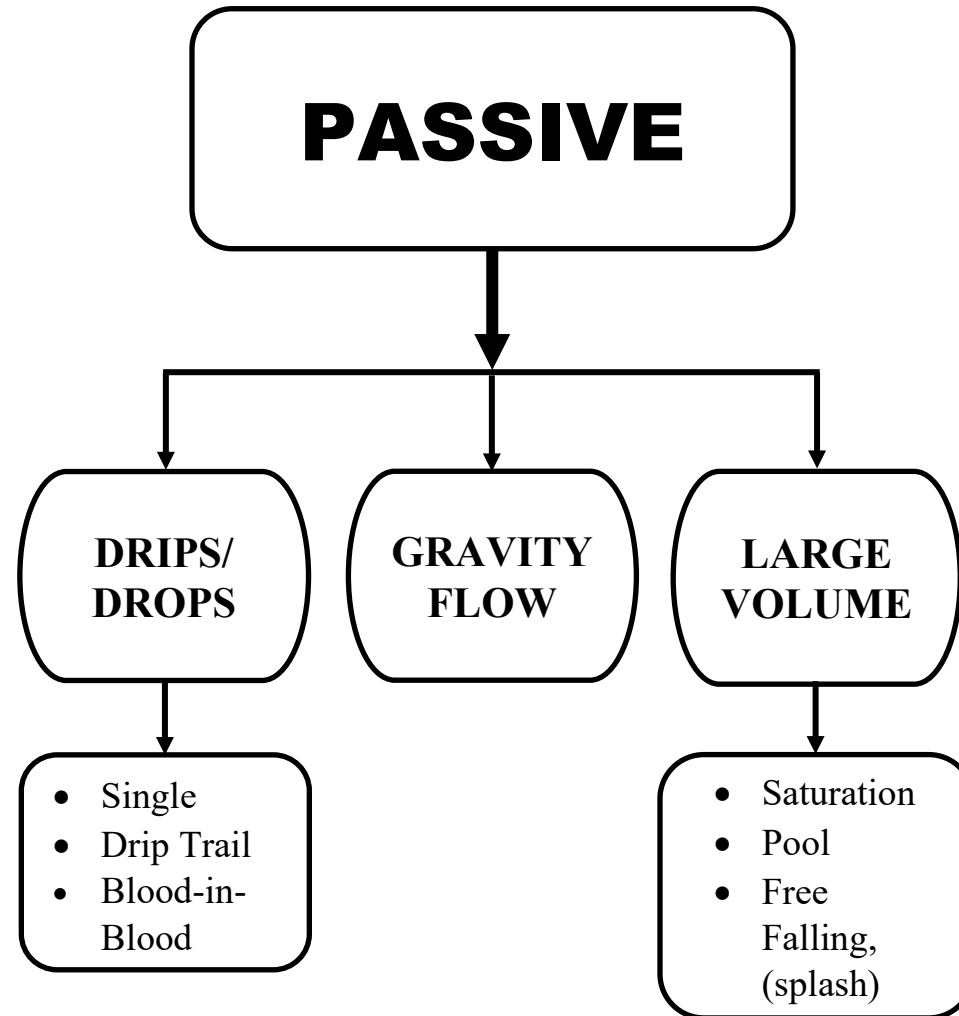 PASSIVE
DRIPS/
DROPS
GRAVITY
FLOW
LARGE
VOLUME
• Single
• Drip Trail
• Blood-in-
Blood
• Saturation
• Pool
• Free
Falling,
(splash)